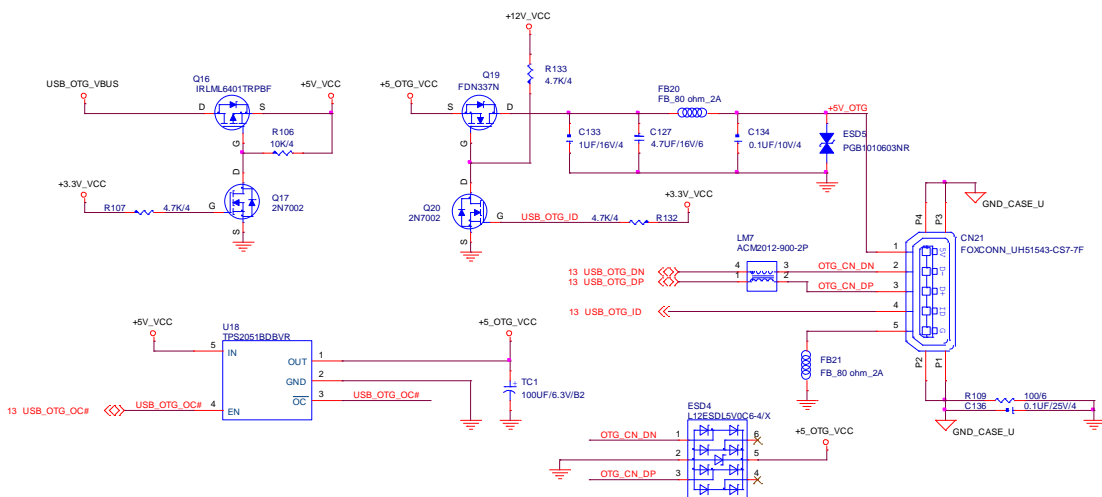 +12V_VCC
Q16
IRLML6401TRPBF
USB_OTG_VBUS
+5V_VCC
D
S
G
R106
10K/4
D
+3.3V_VCC
R107
4.7K/4
G
Q17
2N7002
S
+5_OTG_VCC
Q19
FDN337N
R133
4.7K/4
S
D
G
D
Q20
2N7002
G
USB_OTG_ID
4.7K/4
R132
+3.3V_VCC
S
FB20
FB_80 ohm_2A
+5V_OTG
C133
1UF/16V/4
C127
4.7UF/16V/6
C134
0.1UF/10V/4
ESD5
PGB1010603NR
GND_CASE_U
P4
P3
CN21
FOXCONN_UH51543-CS7-7F
LM7
ACM2012-900-2P
13 USB_OTG_DN
4
3
OTG_CN_DN
13 USB_OTG_DP
1
2
OTG_CN_DP
13 USB_OTG_ID
1
2
3
4
5
5V
D-
D+
ID
G
FB21
FB_80 ohm_2A
P2
P1
R109
100/6
C136
0.1UF/25V/4
GND_CASE_U
+5V_VCC
U18
TPS2051BDBVR
5
IN
OUT
1
GND
2
OC
3
USB_OTG_OC#
13 USB_OTG_OC#
USB_OTG_OC#
4
EN
+5_OTG_VCC
+
TC1
100UF/6.3V/B2
ESD4
L12ESDL5V0C6-4/X
OTG_CN_DN
1
6
2
5
+5_OTG_VCC
OTG_CN_DP
3
4